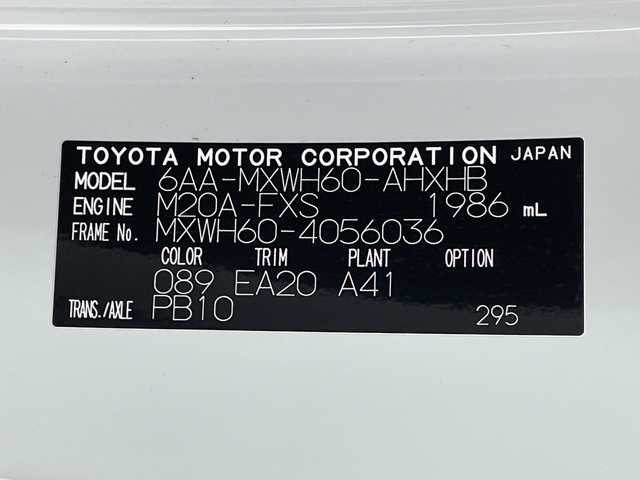 TOYOTA MOTOR CORPORATION JAPAN
MODEL 6AA-MXWH60-AHXHB
ENGINE M20A-FXS 1986 mL
FRAME No. MXWH60-4056036
COLOR TRIM PLANT OPTION
089 EA20 A41
TRANS./AXLE PB10 295